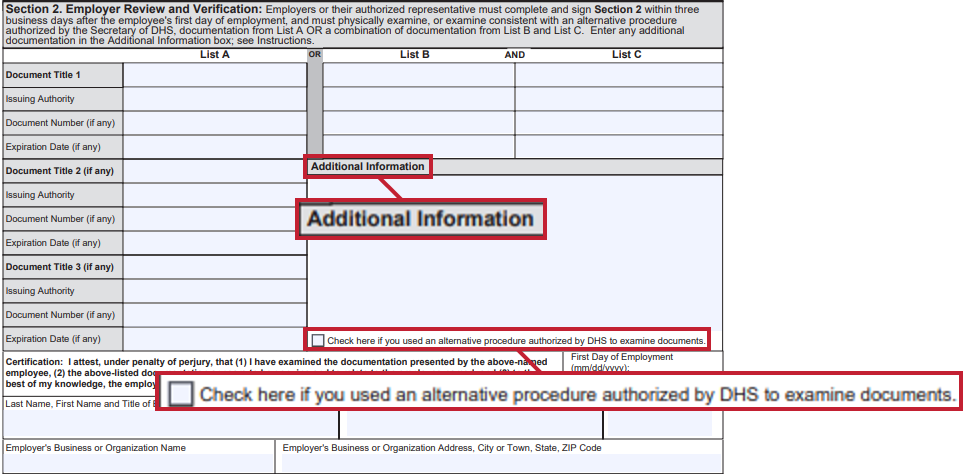 Section 2. Employer Review and Verification: Employers or their authorized representative must complete and sign Section 2 within three
business days after the employee's first day of employment, and must physically examine, or examine consistent with an alternative procedure
authorized by the Secretary of DHS, documentation from List A OR a combination of documentation from List B and List C. Enter any additional
documentation in the Additional Information box; see Instructions.
List A OR List B AND List C
Document Title 1
Issuing Authority
Document Number (if any)
Expiration Date (if any)
Document Title 2 (if any)
Additional Information
Issuing Authority
Additional Information
Document Number (if any)
Expiration Date (if any)
Document Title 3 (if any)
Issuing Authority
Document Number (if any)
Expiration Date (if any)
Check here if you used an alternative procedure authorized by DHS to examine documents.
Certification: I attest, under penalty of perjury, that (1) I have examined the documentation presented by the above-named
employee, (2) the above-listed
best of my knowledge, the
First Day of Employment
(mm/dd/yyyy):
Check here if you used an alternative procedure authorized by DHS to examine documents.
Last Name, First Name and Title of
Employer's Business or Organization Name
Employer's Business or Organization Address, City or Town, State, ZIP Code